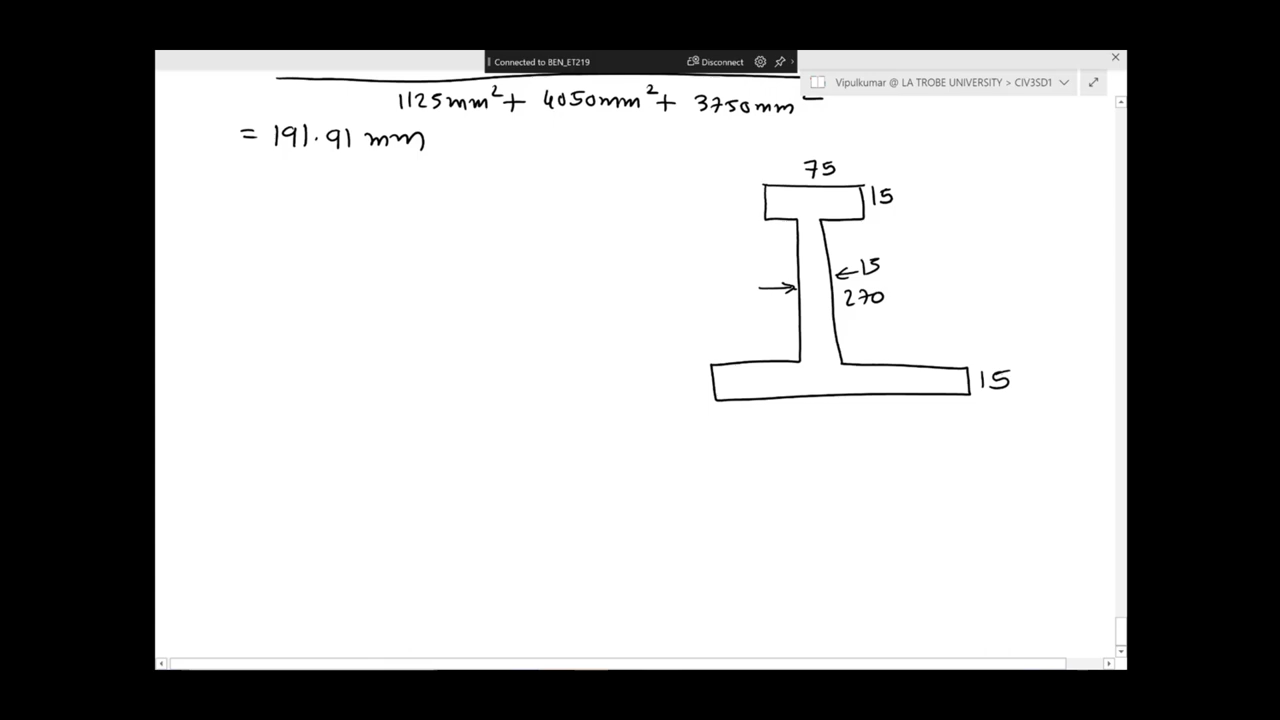 Connected to BEN_ET219 Disconnect
Vipulkumar @ LA TROBE UNIVERSITY > CIV3SD1
1125mm² + 4050mm² + 3750mm²
= 191.91 mm
75
15
15
270
15